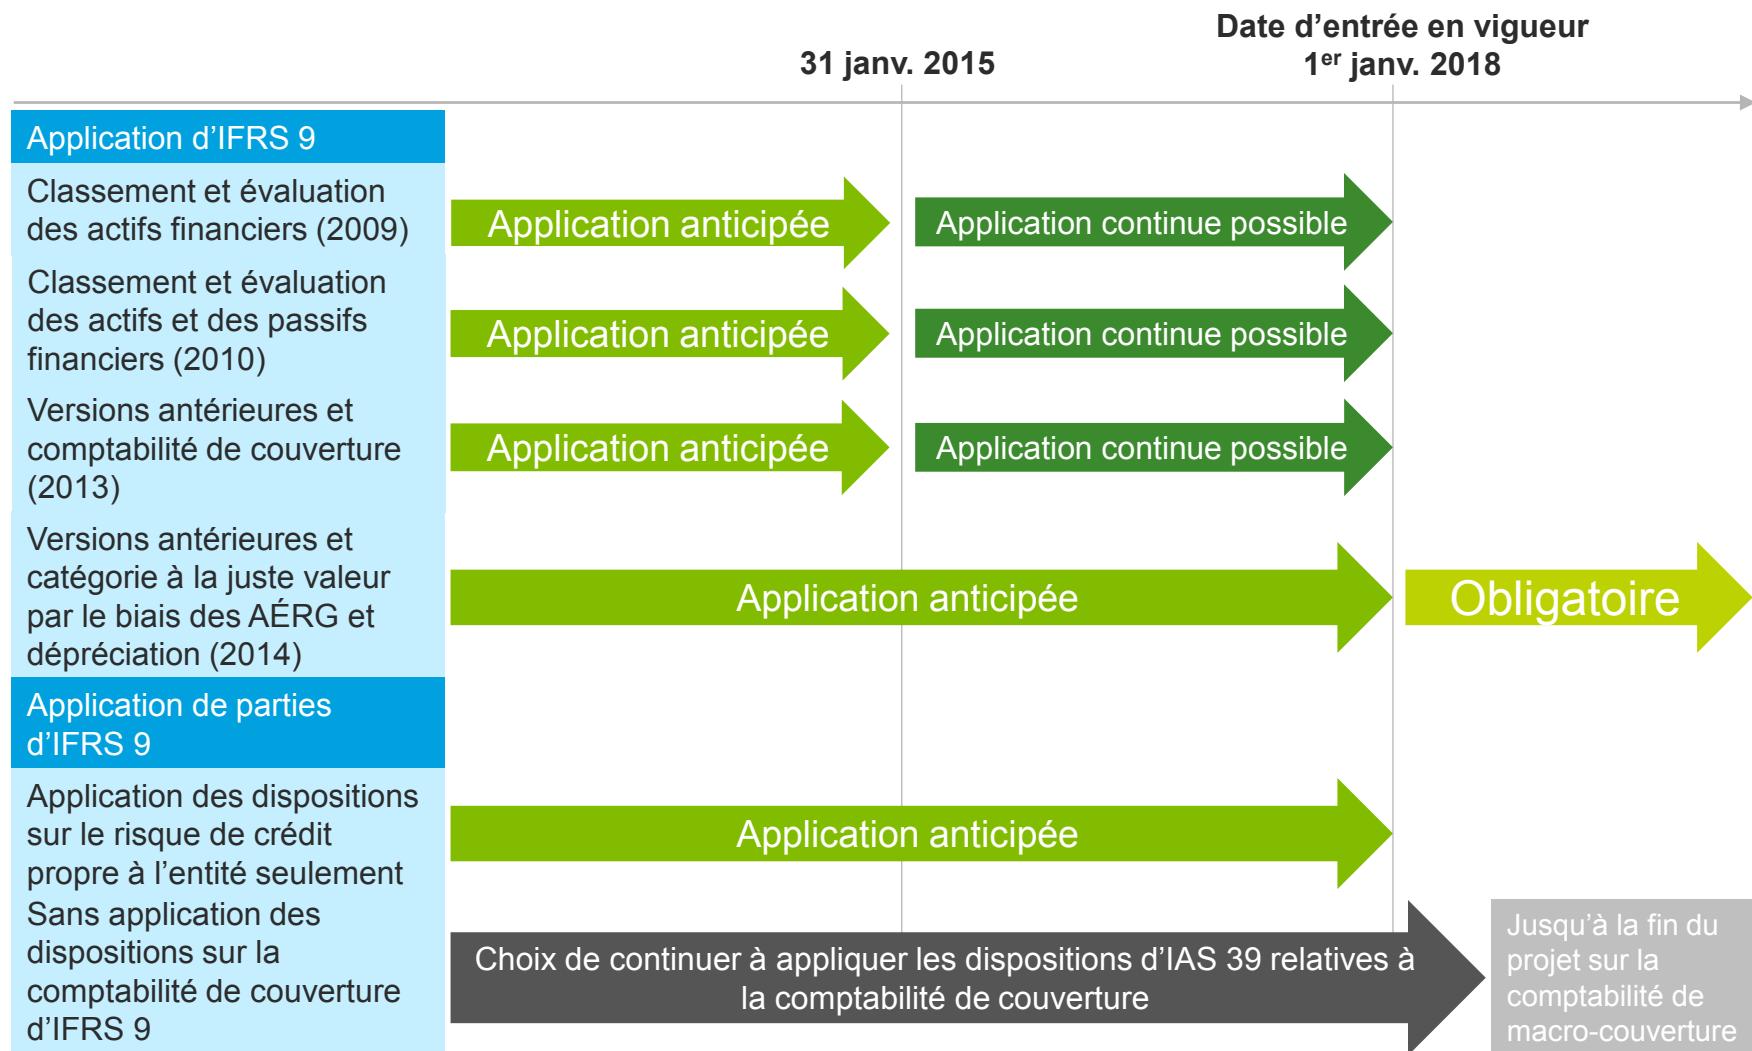 Date d’entrée en vigueur
31 janv. 2015
1er janv. 2018
Application d’IFRS 9
Classement et évaluation
des actifs financiers (2009)
Application anticipée
Application continue possible
Classement et évaluation
des actifs et des passifs
financiers (2010)
Application anticipée
Application continue possible
Versions antérieures et
comptabilité de couverture
(2013)
Application anticipée
Application continue possible
Versions antérieures et
catégorie à la juste valeur
par le biais des AÉRG et
dépréciation (2014)
Application anticipée
Obligatoire
Application de parties
d’IFRS 9
Application des dispositions
sur le risque de crédit
propre à l’entité seulement
Application anticipée
Sans application des
dispositions sur la
comptabilité de couverture
d’IFRS 9
Choix de continuer à appliquer les dispositions d’IAS 39 relatives à
la comptabilité de couverture
Jusqu’à la fin du
projet sur la
comptabilité de
macro-couverture